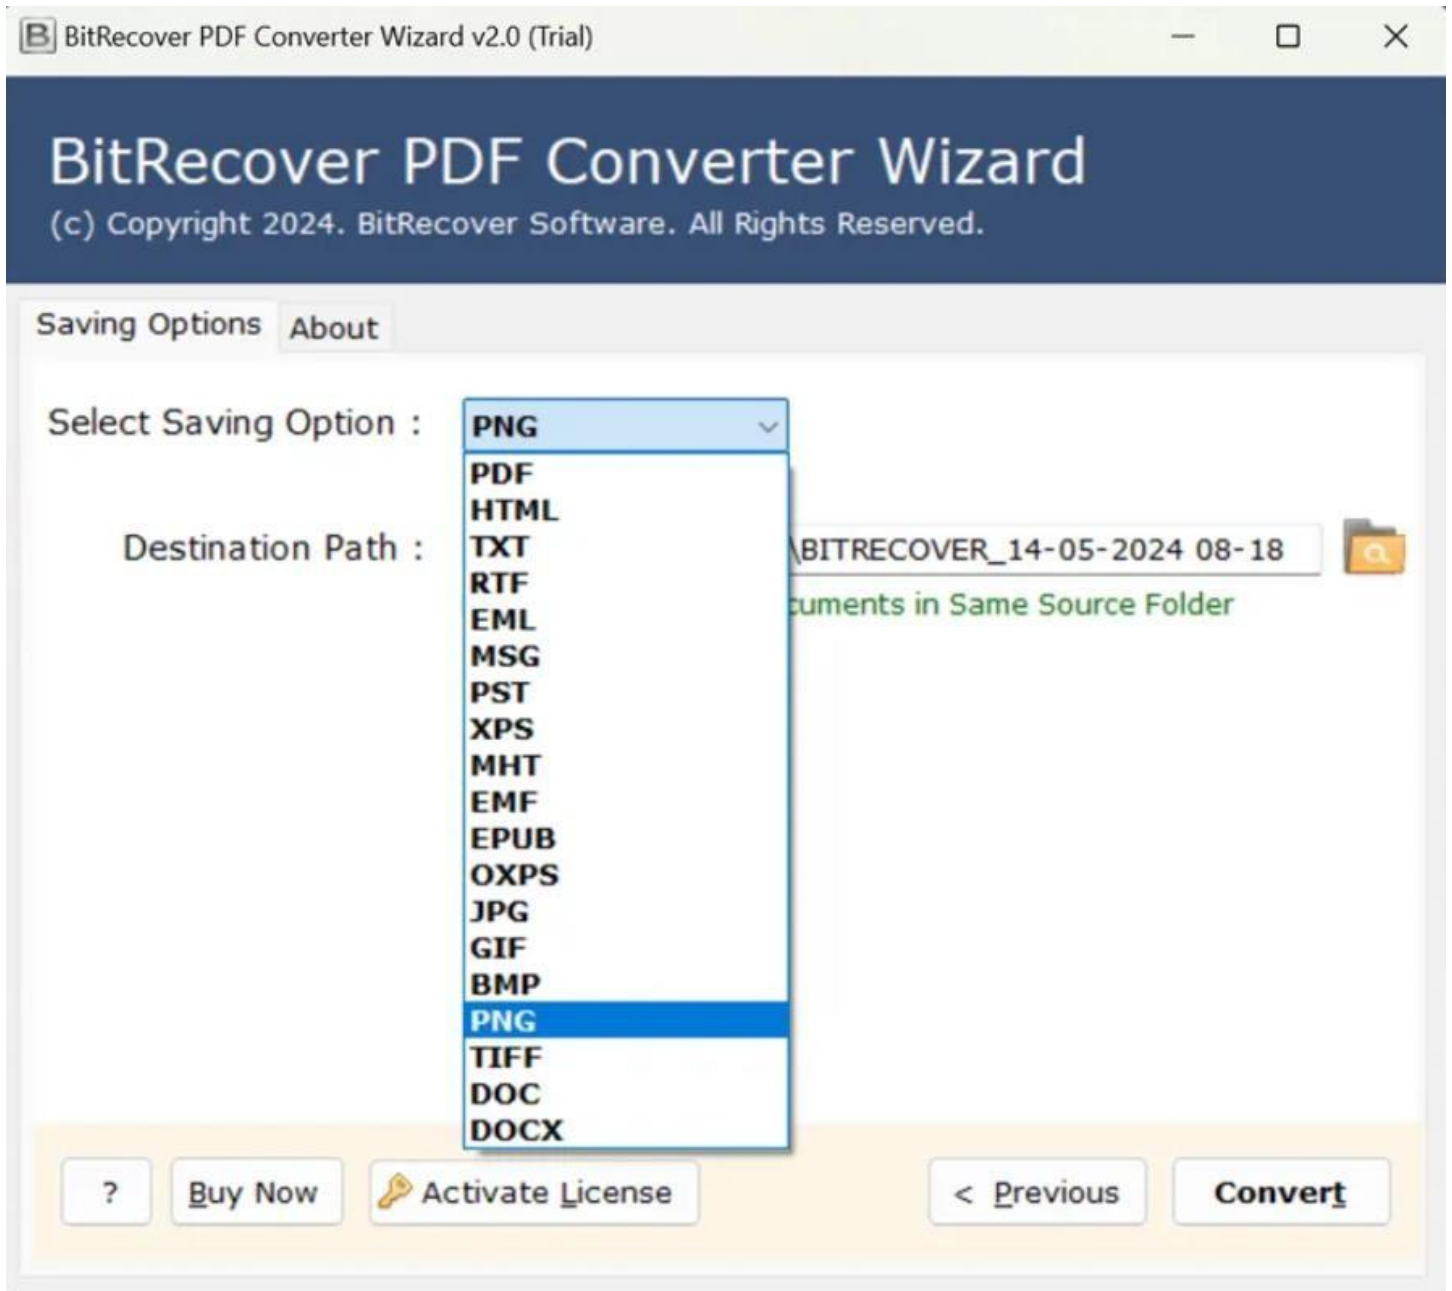 BitRecover PDF Converter Wizard v2.0 (Trial)
BitRecover PDF Converter Wizard
(c) Copyright 2024. BitRecover Software. All Rights Reserved.
Saving Options About
Select Saving Option : PNG
PDF
HTML
Destination Path : TXT \BITRECOVER_14-05-2024 08-18
RTF
EML in Same Source Folder
MSG
PST
XPS
MHT
EMF
EPUB
OXPS
JPG
GIF
BMP
PNG
TIFF
DOC
DOCX
? Buy Now Activate License < Previous Convert